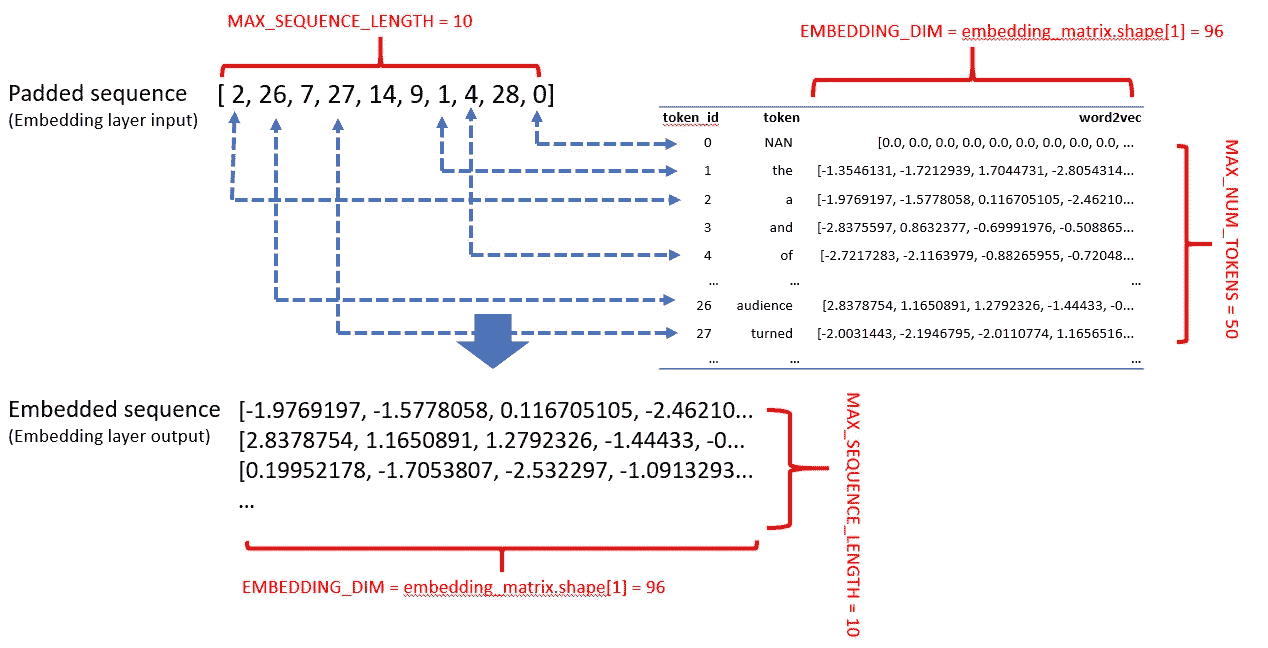 MAX_SEQUENCE_LENGTH = 10
EMBEDDING_DIM = embedding_matrix.shape[1] = 96
Padded sequence [ 2, 26, 7, 27, 14, 9, 1, 4, 28, 0]
(Embedding layer input)
token_id token word2vec
0 NAN [0.0, 0.0, 0.0, 0.0, 0.0, 0.0, 0.0, 0.0, 0.0, ...
1 the [-1.3546131, -1.7212939, 1.7044731, -2.8054314...
2 a [-1.9769197, -1.5778058, 0.116705105, -2.46210...
3 and [-2.8375597, 0.8632377, -0.69991976, -0.508865...
4 of [-2.7217283, -2.1163979, -0.88265955, -0.72048...
... ... ...
26 audience [2.8378754, 1.1650891, 1.2792326, -1.44433, -0...
27 turned [-2.0031443, -2.1946795, -2.0110774, 1.1656516...
... ... ...
MAX_NUM_TOKENS = 50
Embedded sequence [-1.9769197, -1.5778058, 0.116705105, -2.46210...
(Embedding layer output) [2.8378754, 1.1650891, 1.2792326, -1.44433, -0...
[0.19952178, -1.7053807, -2.532297, -1.0913293...
...
MAX_SEQUENCE_LENGTH = 10
EMBEDDING_DIM = embedding_matrix.shape[1] = 96